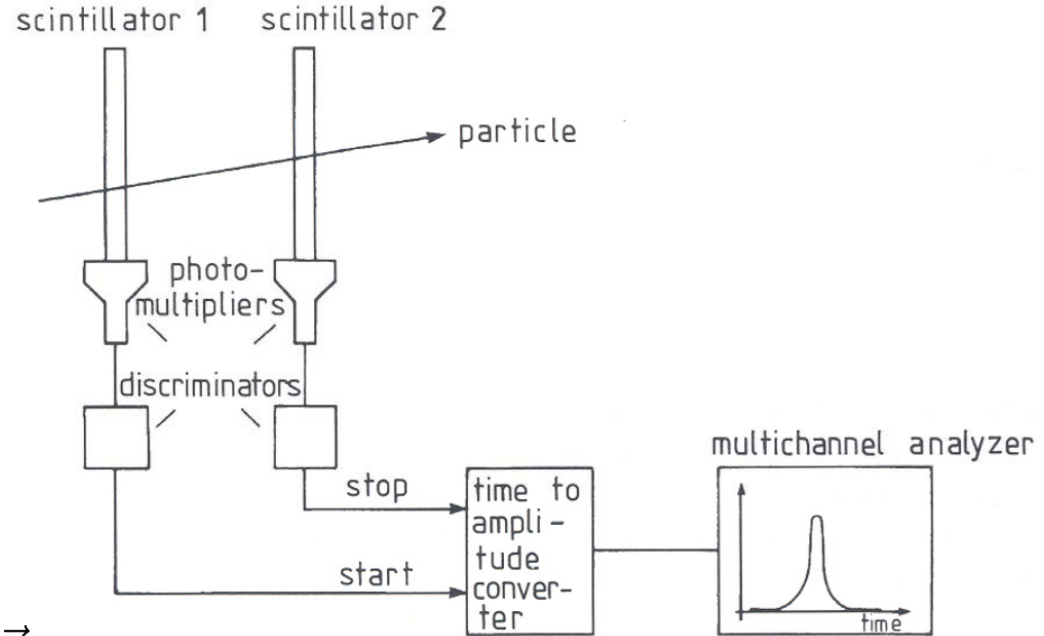 scintillator 1
scintillator 2
particle
photo-
multipliers
discriminators
multichannel analyzer
stop
time to
ampli-
tude
conver-
ter
start
time
→